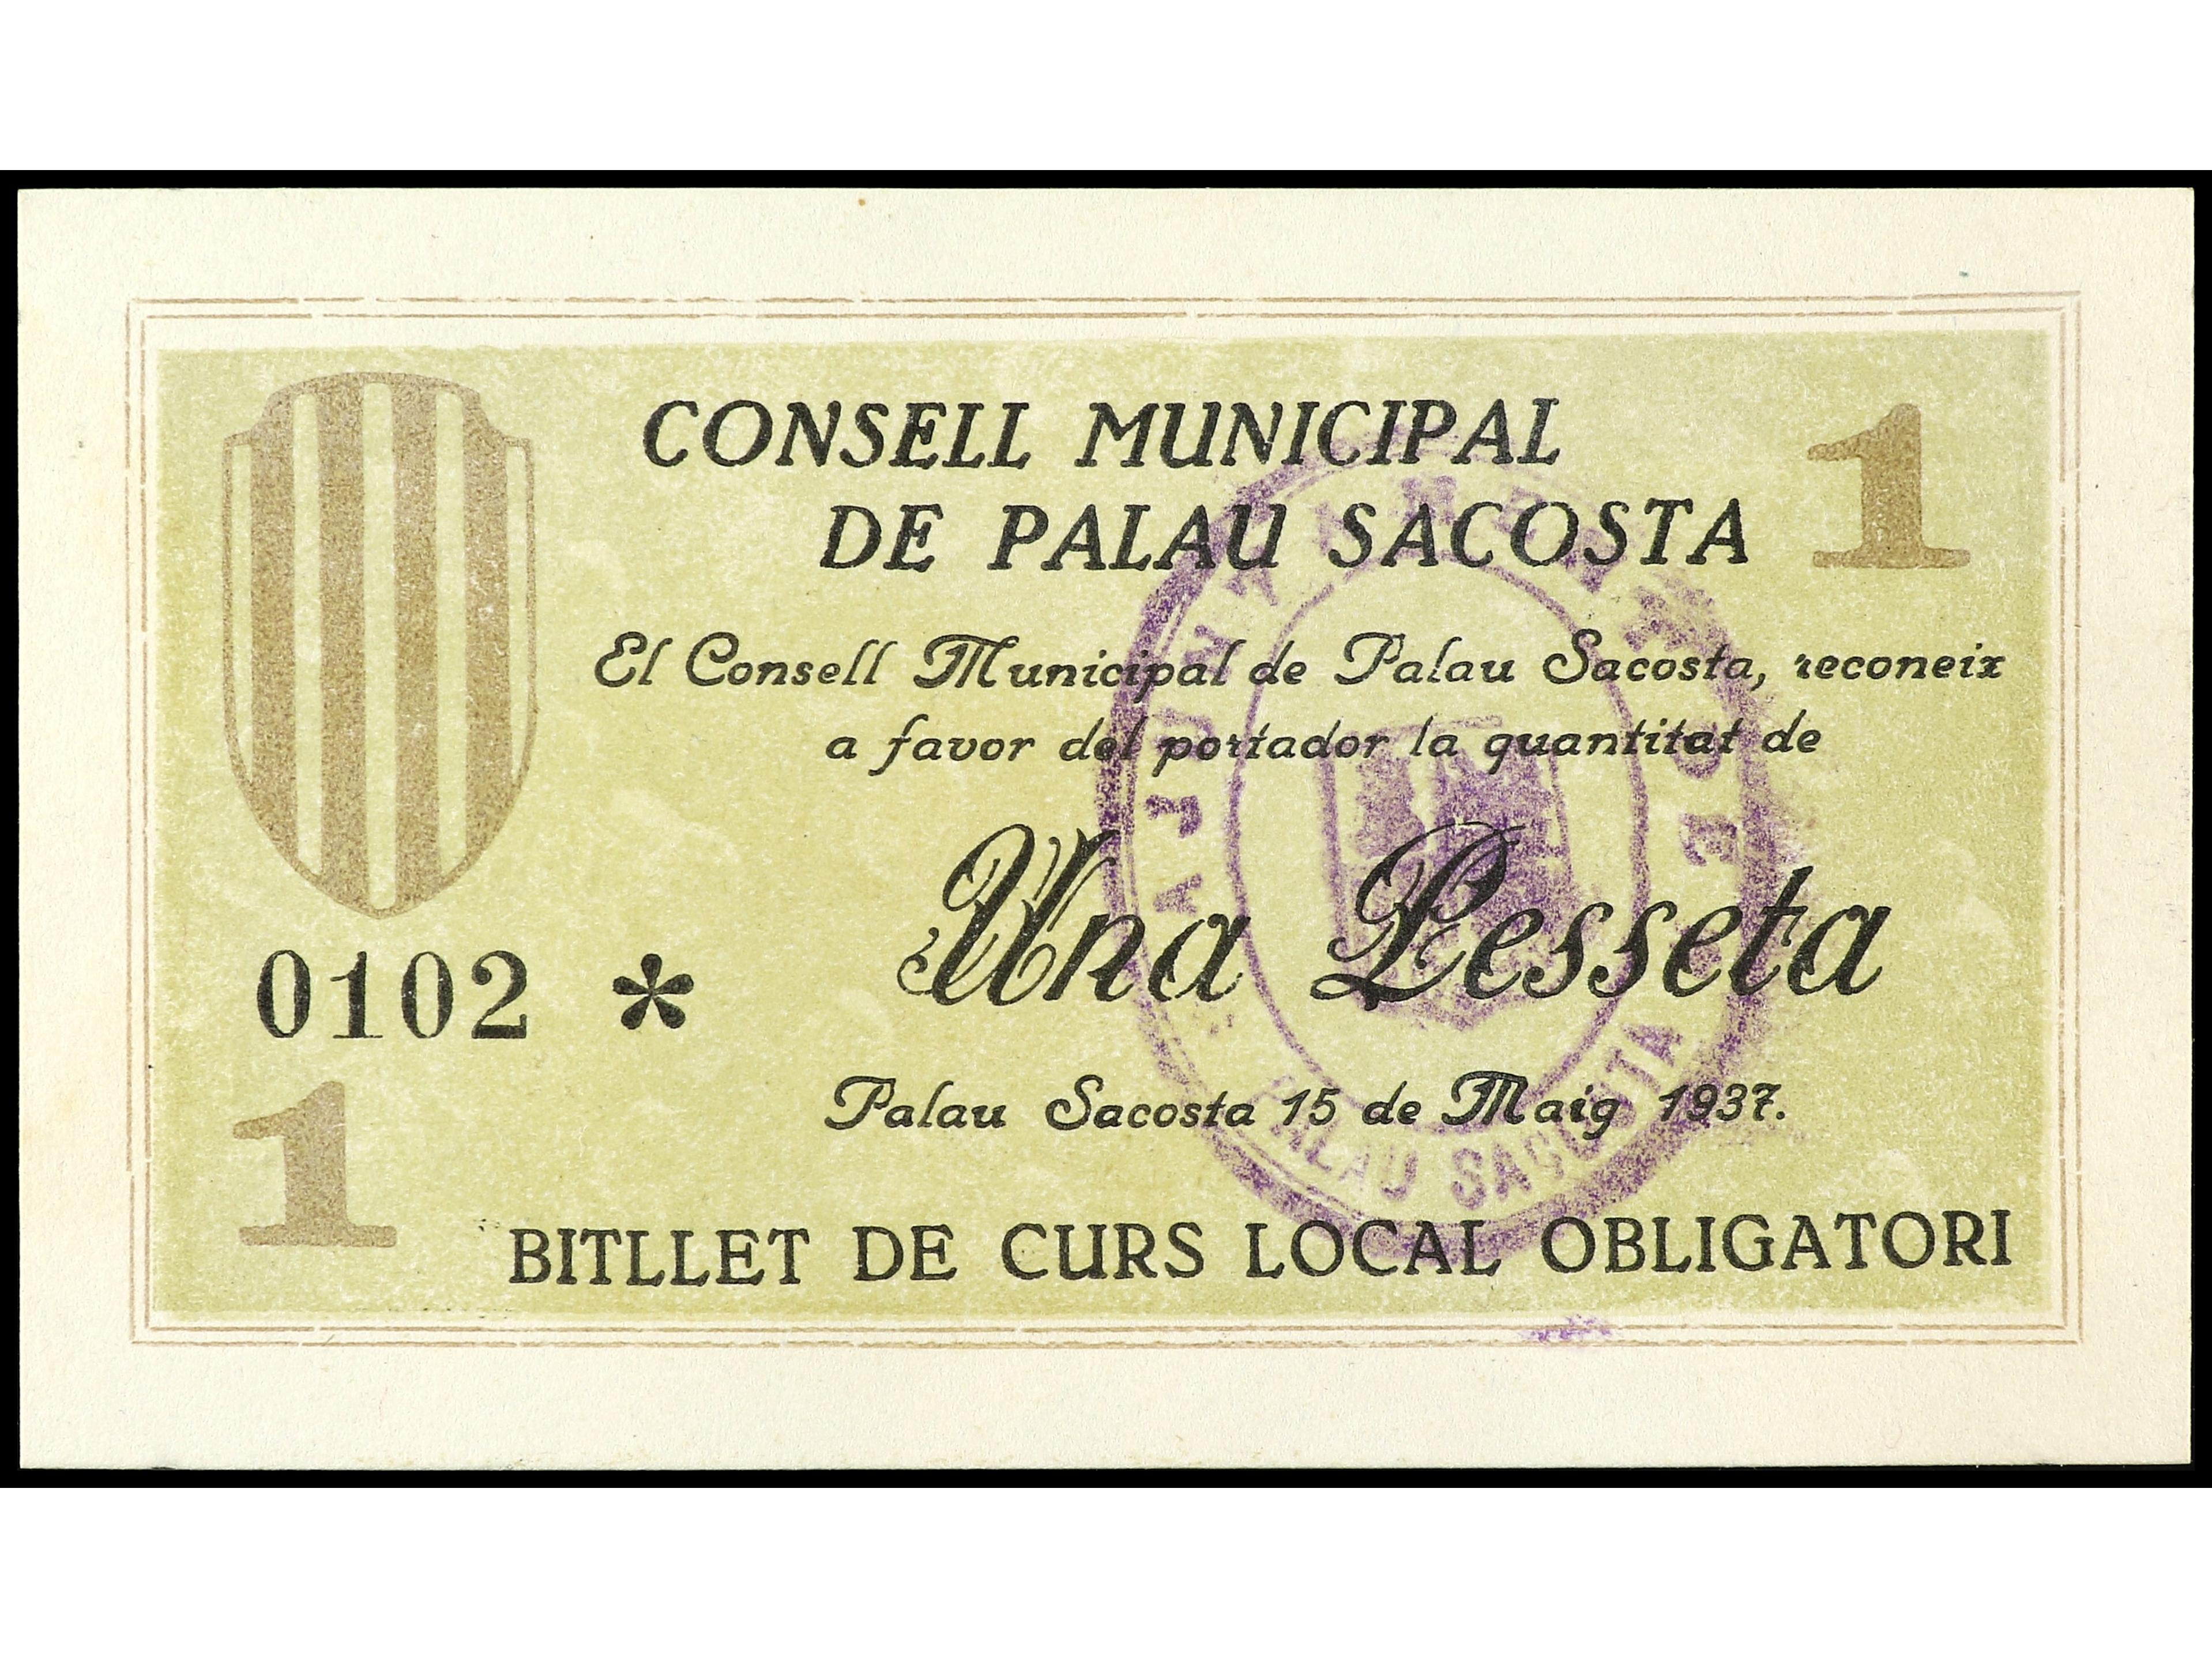 CONSELL MUNICIPAL
DE PALAU SACOSTA
1
El Consell Municipal de Palau Sacosta, reconeix
a favor del portador la quantitat de
Una Pesseta
0102 *
Palau Sacosta 15 de Maig 1937.
1
BITLLET DE CURS LOCAL OBLIGATORI
PALAU SACOSTA